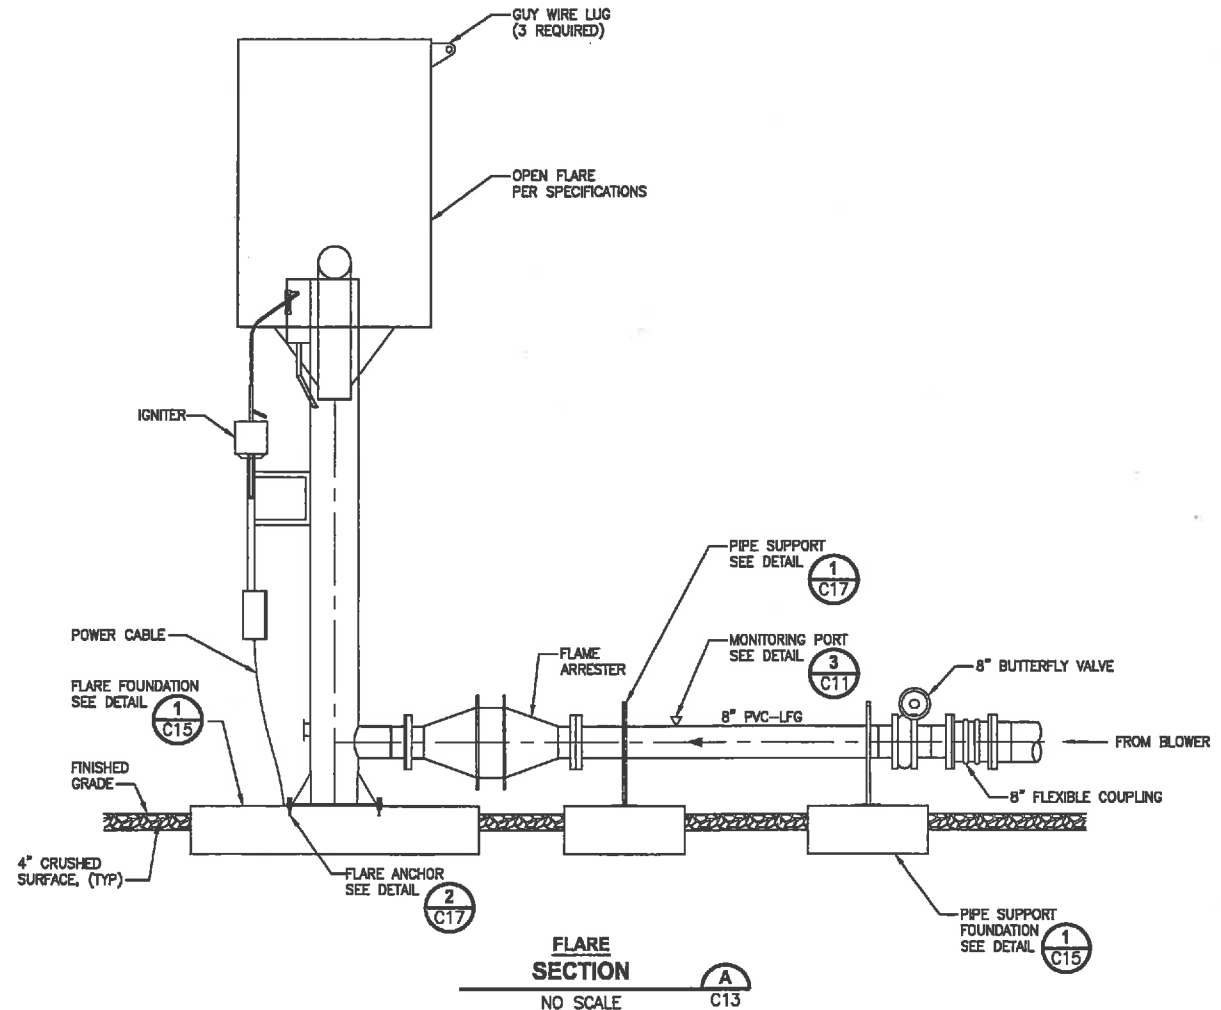 GUY WIRE LUG
(3 REQUIRED)
OPEN FLARE
PER SPECIFICATIONS
IGNITER
PIPE SUPPORT
SEE DETAIL
1
C17
POWER CABLE
MONITORING PORT
SEE DETAIL
3
C11
FLAME
ARRESTER
8" BUTTERFLY VALVE
FLARE FOUNDATION
SEE DETAIL
1
C15
8" PVC-LFG
FROM BLOWER
FINISHED
GRADE
8" FLEXIBLE COUPLING
4" CRUSHED
SURFACE, (TYP)
FLARE ANCHOR
SEE DETAIL
2
C17
PIPE SUPPORT
FOUNDATION
SEE DETAIL
1
C15
FLARE
SECTION
NO SCALE
A
C13